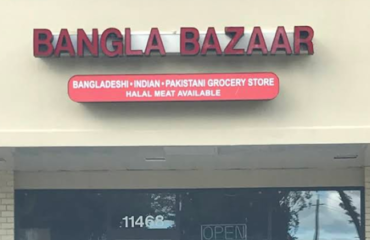 BANGLA BAZAAR
BANGLADESHI • INDIAN • PAKISTANI GROCERY STORE
HALAL MEAT AVAILABLE
11468
OPEN